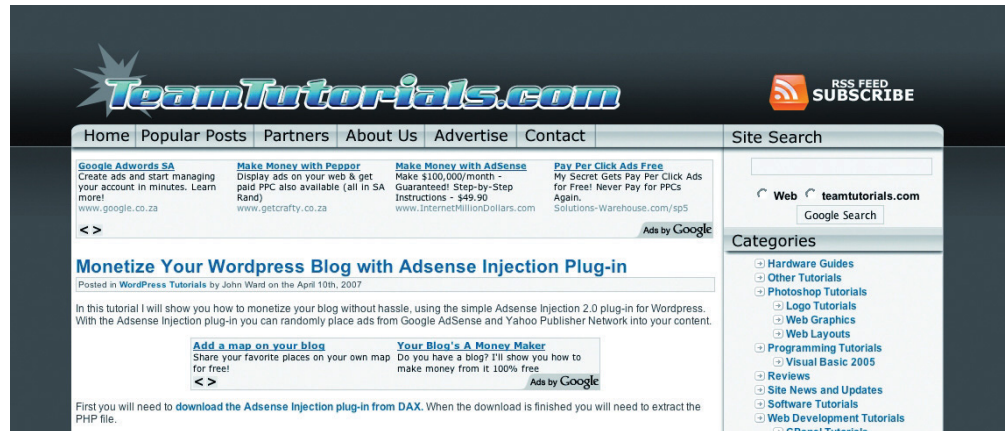 TeamTutorials.com
RSS FEED
SUBSCRIBE
Home Popular Posts Partners About Us Advertise Contact
Site Search
Google Adwords SA
Create ads and start managing
your account in minutes. Learn
more!
www.google.co.za
Make Money with Peppor
Display ads on your web & get
paid PPC also available (all in SA
Rand)
www.getcrafty.co.za
Make Money with AdSense
Make $100,000/month -
Guaranteed! Step-by-Step
Instructions - $49.90
www.InternetMillionDollars.com
Pay Per Click Ads Free
My Secret Gets Pay Per Click Ads
for Free! Never Pay for PPCs
Again.
Solutions-Warehouse.com/sp5
< >
Ads by Google
Web teamtutorials.com
Google Search
Categories
Hardware Guides
Other Tutorials
Photoshop Tutorials
Logo Tutorials
Web Graphics
Web Layouts
Programming Tutorials
Visual Basic 2005
Reviews
Site News and Updates
Software Tutorials
Web Development Tutorials
CPanel Tutorials
Monetize Your Wordpress Blog with Adsense Injection Plug-in
Posted in WordPress Tutorials by John Ward on the April 10th, 2007
In this tutorial I will show you how to monetize your blog without hassle, using the simple Adsense Injection 2.0 plug-in for Wordpress.
With the Adsense Injection plug-in you can randomly place ads from Google AdSense and Yahoo Publisher Network into your content.
Add a map on your blog
Share your favorite places on your own map
for free!
Your Blog's A Money Maker
Do you have a blog? I'll show you how to
make money from it 100% free
< >
Ads by Google
First you will need to download the Adsense Injection plug-in from DAX. When the download is finished you will need to extract the
PHP file.